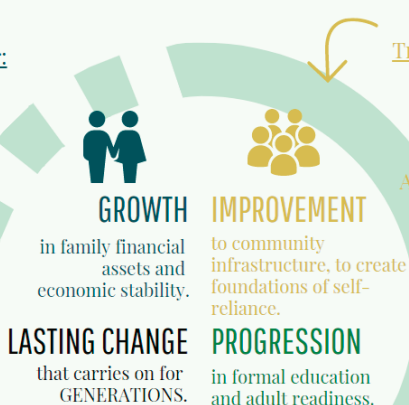 GROWTH
in family financial
assets and
economic stability.
IMPROVEMENT
to community
infrastructure, to create
foundations of self-
reliance.
LASTING CHANGE
that carries on for
GENERATIONS.
PROGRESSION
in formal education
and adult readiness.